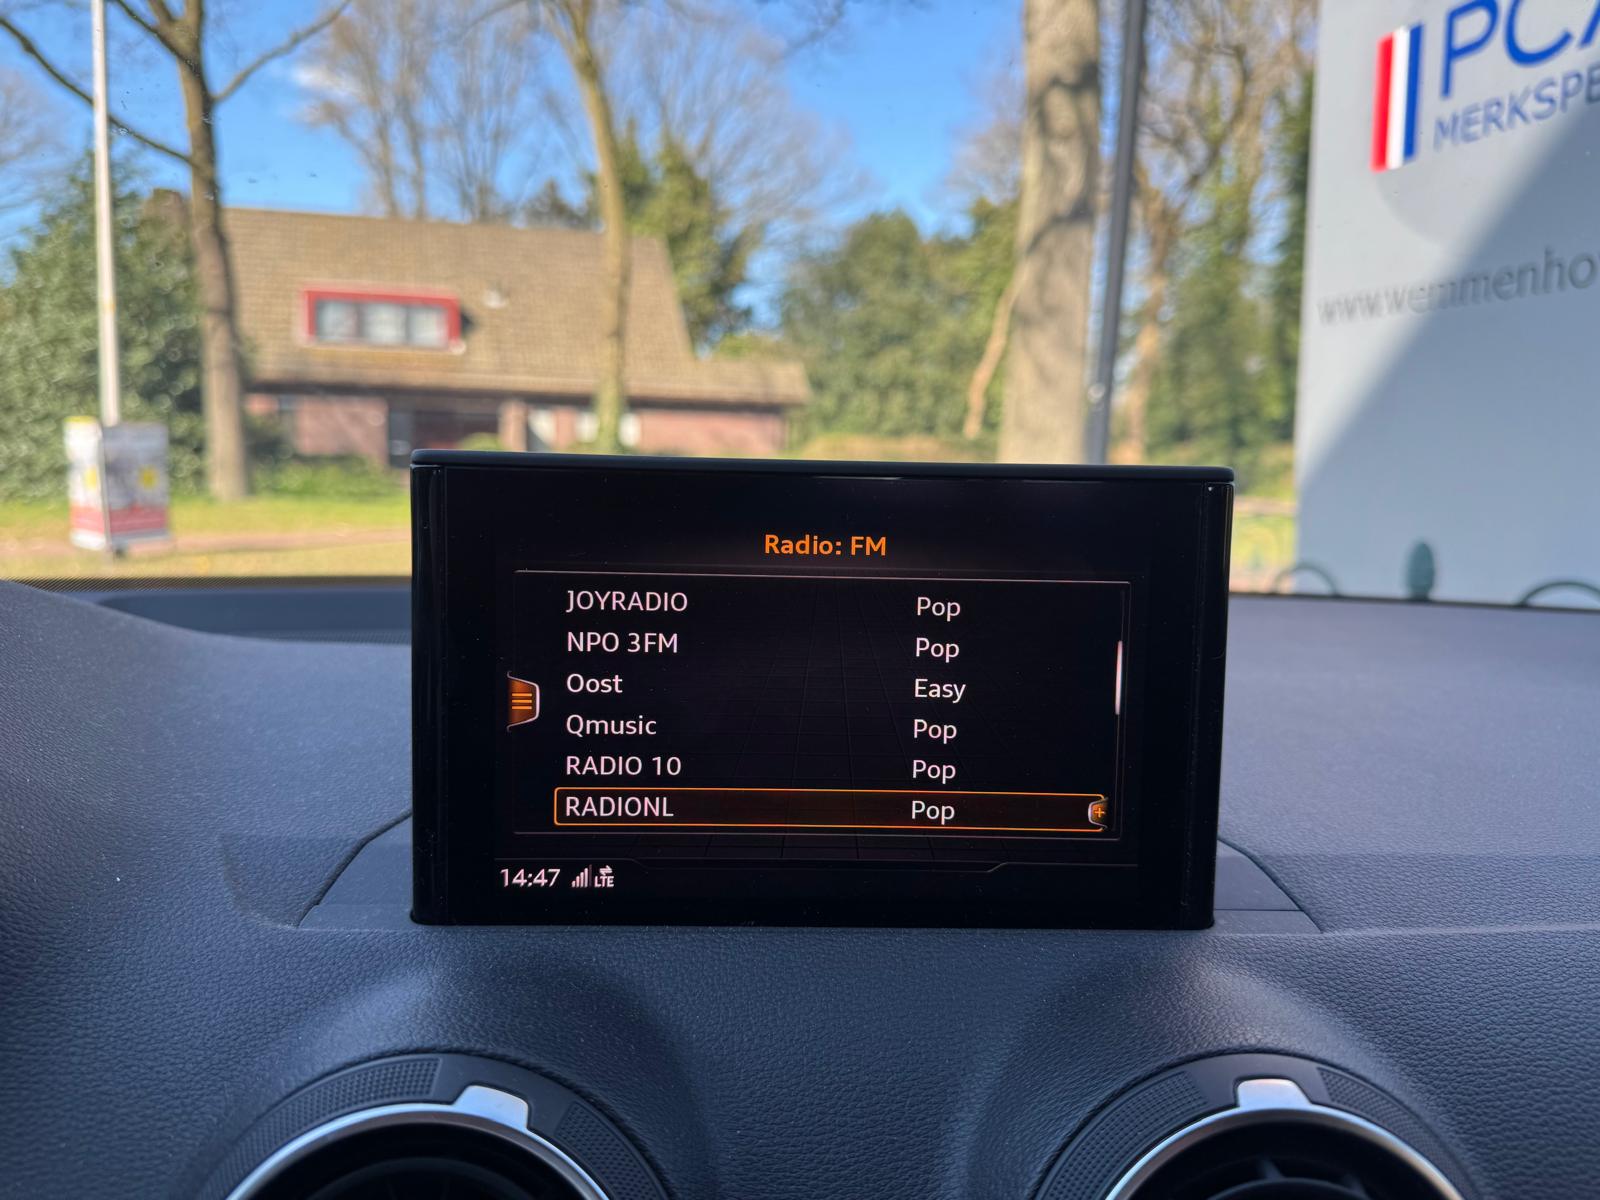 MERKSPE
www.wemmenho
Radio: FM
JOYRADIO Pop
NPO 3FM Pop
Oost Easy
Qmusic Pop
RADIO 10 Pop
RADIONL Pop
14:47 LTE